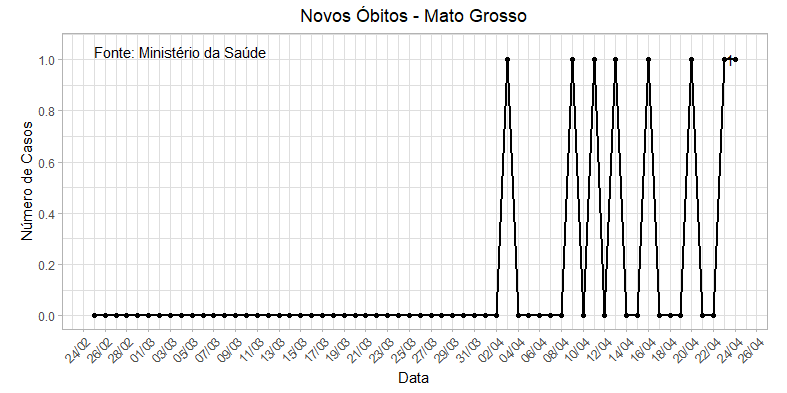 Novos Óbitos - Mato Grosso
Fonte: Ministério da Saúde
1.0
0.8
0.6
0.4
0.2
0.0
Número de Casos
1
24/02 26/02 28/02 01/03 03/03 05/03 07/03 09/03 11/03 13/03 15/03 17/03 19/03 21/03 23/03 25/03 27/03 29/03 31/03 02/04 04/04 06/04 08/04 10/04 12/04 14/04 16/04 18/04 20/04 22/04 24/04 26/04
Data